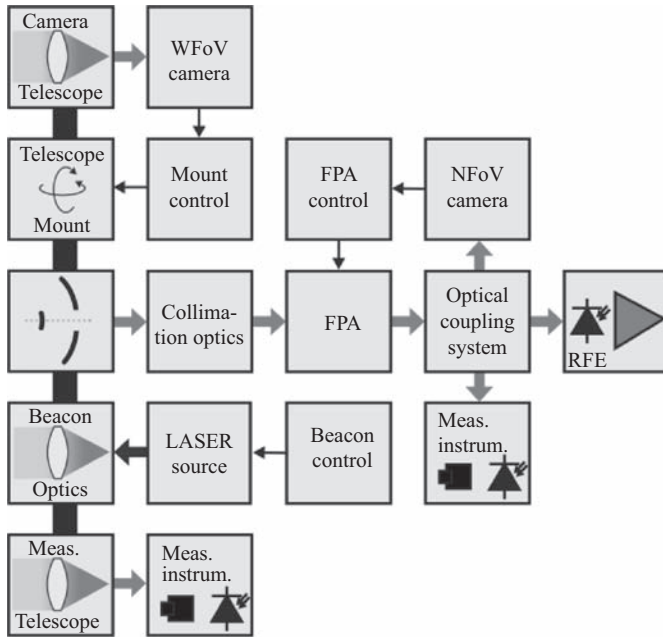 Camera
Telescope
WFoV
camera
Telescope
Mount
Mount
control
FPA
control
NFoV
camera
Collima-
tion optics
FPA
Optical
coupling
system
RFE
Beacon
Optics
LASER
source
Beacon
control
Meas.
instrum.
Meas.
Telescope
Meas.
instrum.